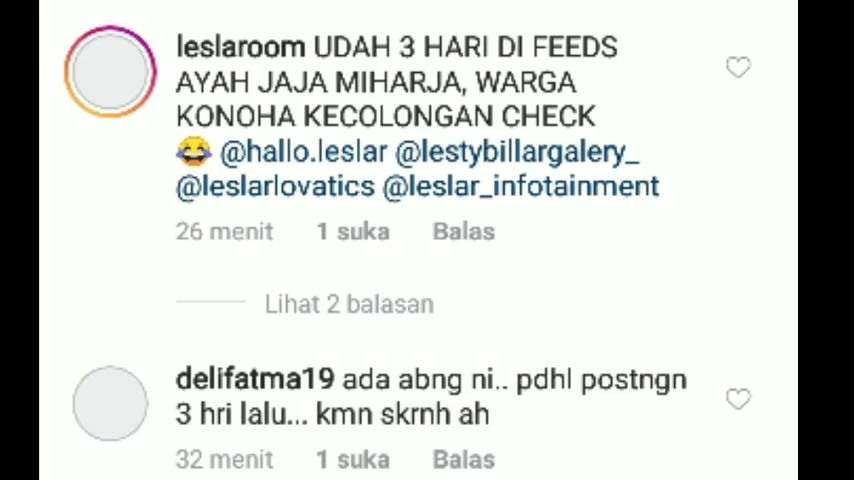 leslaroom UDAH 3 HARI DI FEEDS
AYAH JAJA MIHARJA, WARGA
KONOHA KECOLONGAN CHECK
😂 @hallo.leslar @lestybillargalery_
@leslarlovatics @leslar_infotainment
26 menit 1 suka Balas
Lihat 2 balasan
delifatma19 ada abng ni.. pdhl postngn
3 hri lalu... kmn skrnh ah
32 menit 1 suka Balas